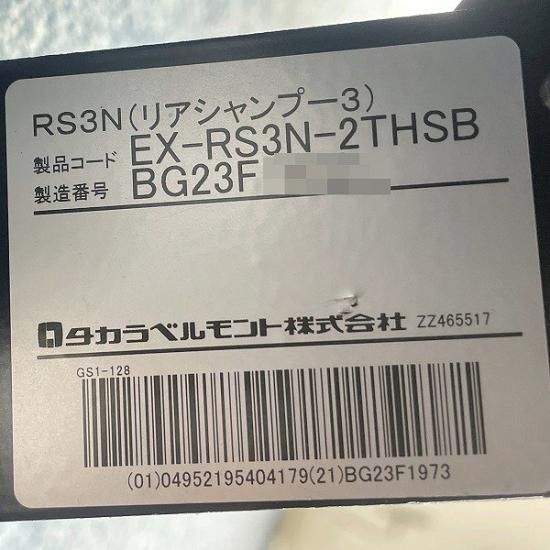 RS3N(リアシャンプー3)
製品コード EX-RS3N-2THSB
製造番号 BG23F
タカラベルモント株式会社 ZZ465517
GS1-128
(01)04952195404179(21)BG23F1973